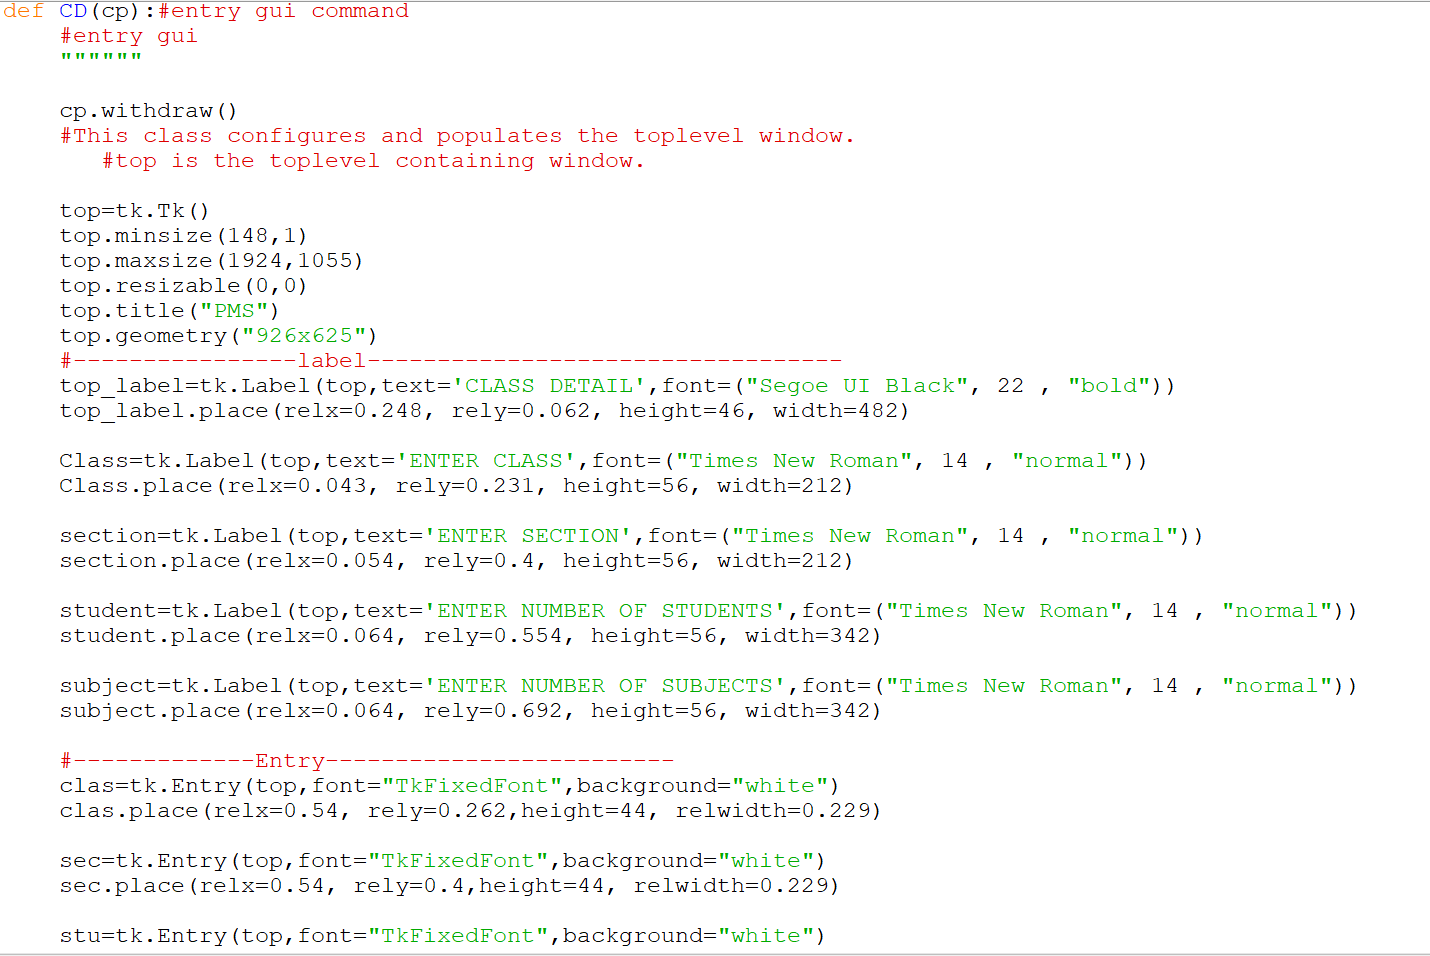 def CD(cp):#entry gui command
    #entry gui
    """"""

    cp.withdraw()
    #This class configures and populates the toplevel window.
       #top is the toplevel containing window.

    top=tk.Tk()
    top.minsize(148,1)
    top.maxsize(1924,1055)
    top.resizable(0,0)
    top.title("PMS")
    top.geometry("926x625")
    #----------------label----------------------------------
    top_label=tk.Label(top,text='CLASS DETAIL',font=("Segoe UI Black", 22 , "bold"))
    top_label.place(relx=0.248, rely=0.062, height=46, width=482)

    Class=tk.Label(top,text='ENTER CLASS',font=("Times New Roman", 14 , "normal"))
    Class.place(relx=0.043, rely=0.231, height=56, width=212)

    section=tk.Label(top,text='ENTER SECTION',font=("Times New Roman", 14 , "normal"))
    section.place(relx=0.054, rely=0.4, height=56, width=212)

    student=tk.Label(top,text='ENTER NUMBER OF STUDENTS',font=("Times New Roman", 14 , "normal"))
    student.place(relx=0.064, rely=0.554, height=56, width=342)

    subject=tk.Label(top,text='ENTER NUMBER OF SUBJECTS',font=("Times New Roman", 14 , "normal"))
    subject.place(relx=0.064, rely=0.692, height=56, width=342)

    #-------------Entry-------------------------
    clas=tk.Entry(top,font="TkFixedFont",background="white")
    clas.place(relx=0.54, rely=0.262,height=44, relwidth=0.229)

    sec=tk.Entry(top,font="TkFixedFont",background="white")
    sec.place(relx=0.54, rely=0.4,height=44, relwidth=0.229)

    stu=tk.Entry(top,font="TkFixedFont",background="white")